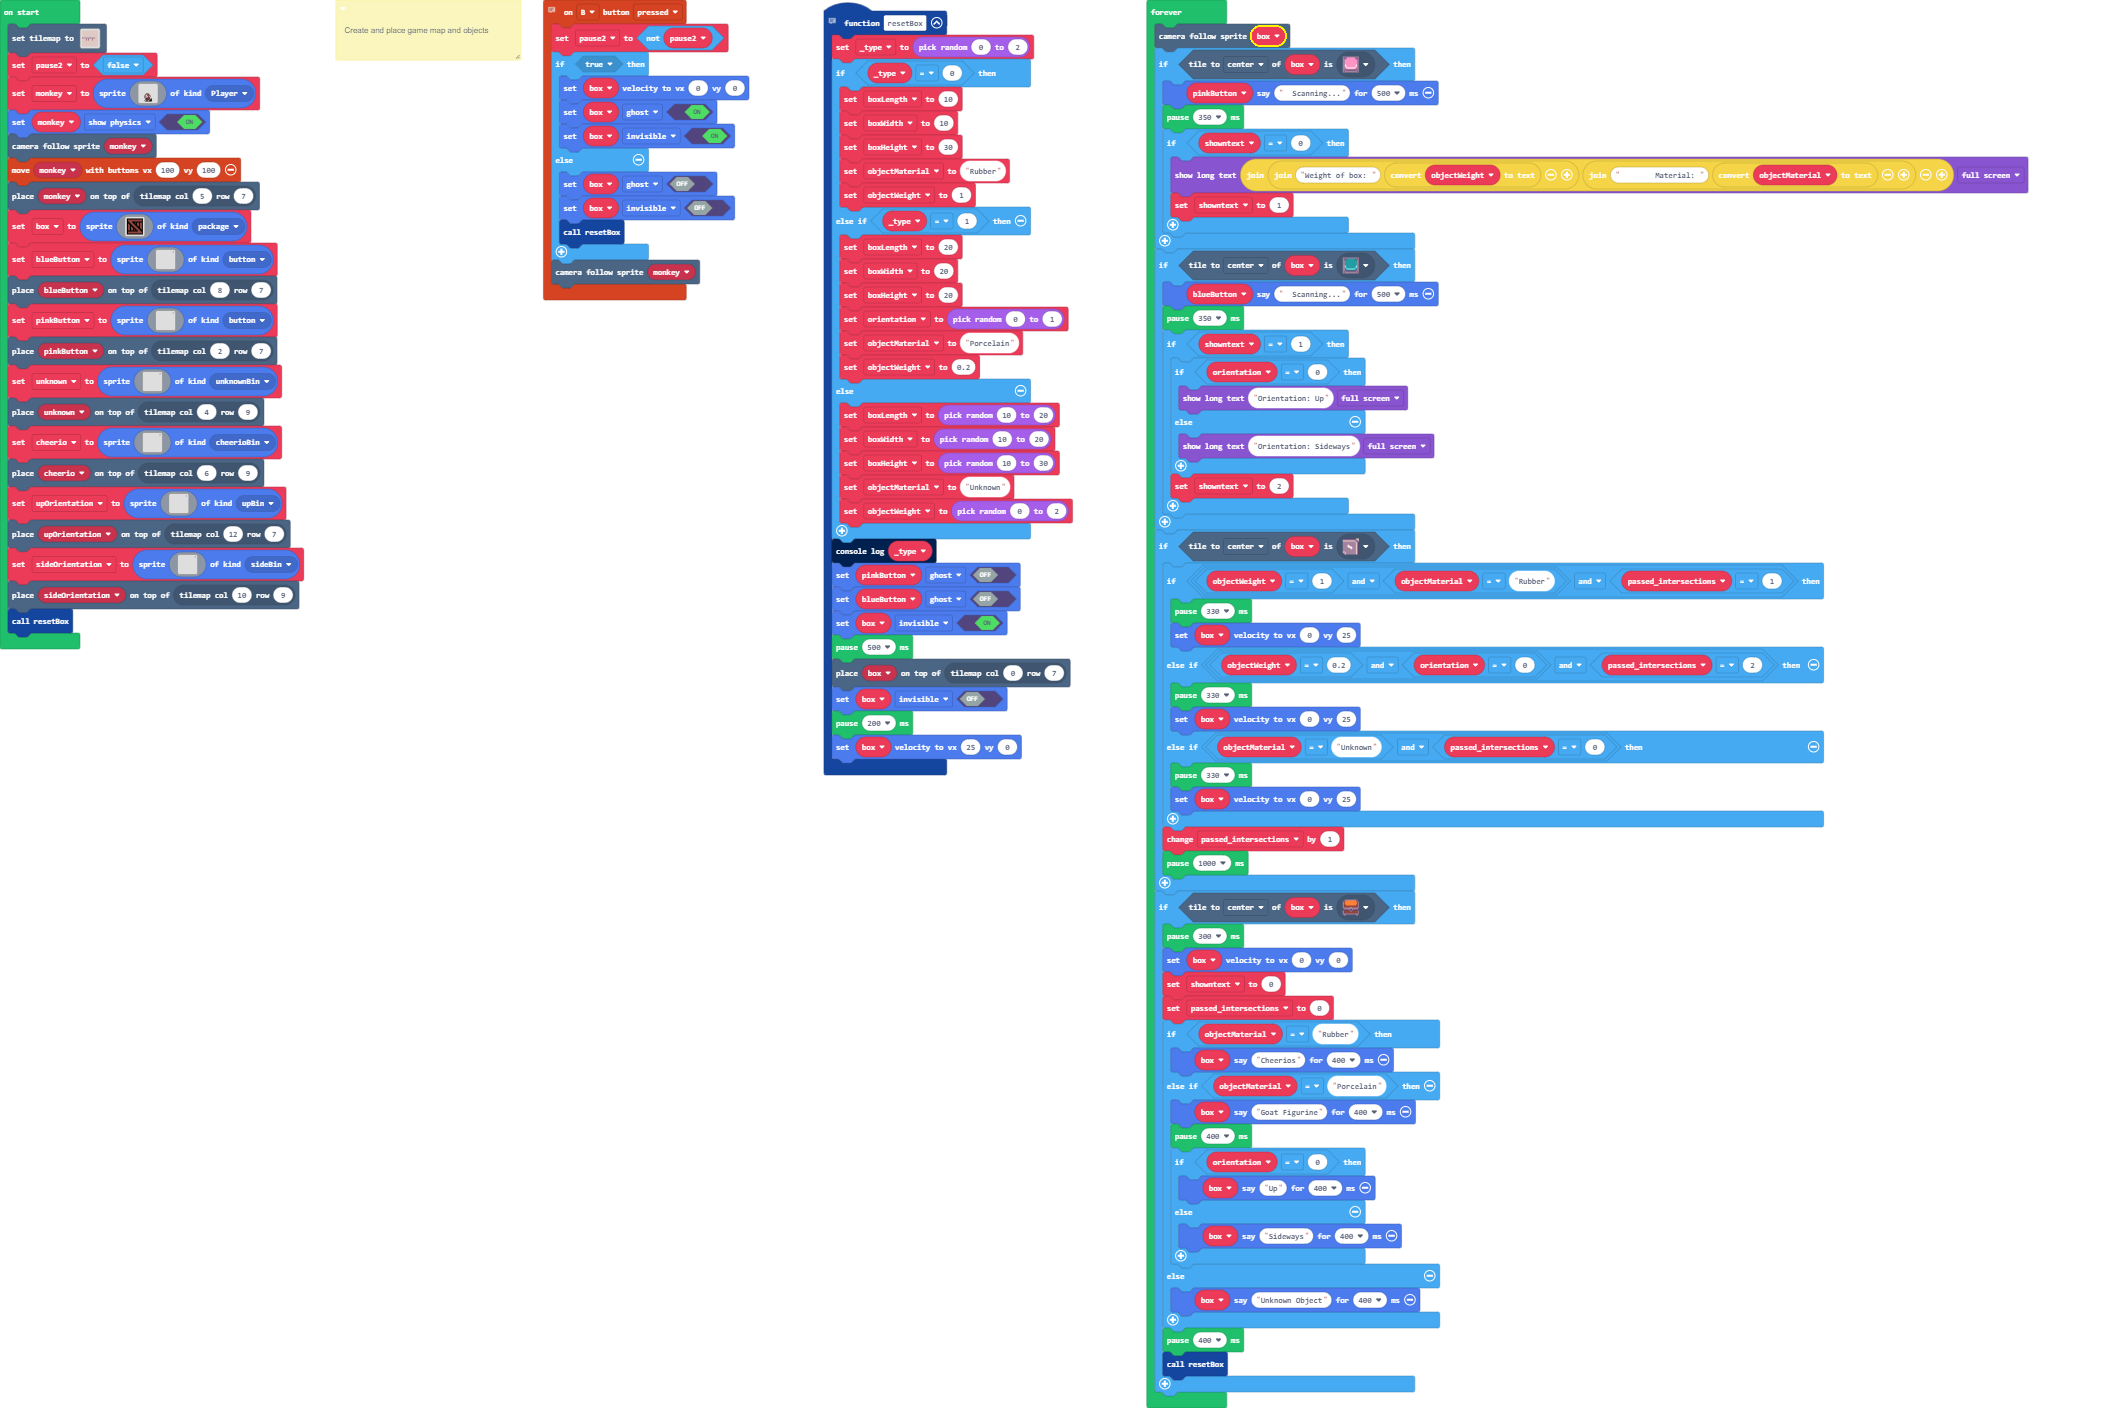 on start
set tilemap to
set pause2 to false
set monkey to sprite of kind Player
set monkey show physics ON
camera follow sprite monkey
move monkey with buttons vx 100 vy 100
place monkey on top of tilemap col 5 row 7
set box to sprite of kind package
set blueButton to sprite of kind button
place blueButton on top of tilemap col 8 row 7
set pinkButton to sprite of kind button
place pinkButton on top of tilemap col 2 row 7
set unknown to sprite of kind unknownBin
place unknown on top of tilemap col 4 row 9
set cheerio to sprite of kind cheerioBin
place cheerio on top of tilemap col 6 row 9
set upOrientation to sprite of kind upBin
place upOrientation on top of tilemap col 12 row 7
set sideOrientation to sprite of kind sideBin
place sideOrientation on top of tilemap col 10 row 9
call resetBox
Create and place game map and objects
on B button pressed
set pause2 to not pause2
if true then
set box velocity to vx 0 vy 0
set box ghost ON
set box invisible ON
else
set box ghost OFF
set box invisible OFF
call resetBox
camera follow sprite monkey
function resetBox
set _type to pick random 0 to 2
if _type = 0 then
set boxLength to 10
set boxWidth to 10
set boxHeight to 30
set objectMaterial to "Rubber"
set objectWeight to 1
else if _type = 1 then
set boxLength to 20
set boxWidth to 20
set boxHeight to 20
set orientation to pick random 0 to 1
set objectMaterial to "Porcelain"
set objectWeight to 0.2
else
set boxLength to pick random 10 to 20
set boxWidth to pick random 10 to 20
set boxHeight to pick random 10 to 30
set objectMaterial to "Unknown"
set objectWeight to pick random 0 to 2
console log _type
set pinkButton ghost OFF
set blueButton ghost OFF
set box invisible ON
pause 500 ms
place box on top of tilemap col 0 row 7
set box invisible OFF
pause 200 ms
set box velocity to vx 25 vy 0
forever
camera follow sprite box
if tile to center of box is then
pinkButton say " Scanning..." for 500 ms
pause 350 ms
if showntext = 0 then
show long text join join "Weight of box: " convert objectWeight to text join " Material: " convert objectMaterial to text full screen
set showntext to 1
if tile to center of box is then
blueButton say " Scanning..." for 500 ms
pause 350 ms
if showntext = 1 then
if orientation = 0 then
show long text "Orientation: Up" full screen
else
show long text "Orientation: Sideways" full screen
set showntext to 2
if tile to center of box is then
if objectWeight = 1 and objectMaterial = "Rubber" and passed_intersections = 1 then
pause 330 ms
set box velocity to vx 0 vy 25
else if objectWeight = 0.2 and orientation = 0 and passed_intersections = 2 then
pause 330 ms
set box velocity to vx 0 vy 25
else if objectMaterial = "Unknown" and passed_intersections = 0 then
pause 330 ms
set box velocity to vx 0 vy 25
change passed_intersections by 1
pause 1000 ms
if tile to center of box is then
pause 300 ms
set box velocity to vx 0 vy 0
set showntext to 0
set passed_intersections to 0
if objectMaterial = "Rubber" then
box say "Cheerios" for 400 ms
else if objectMaterial = "Porcelain" then
box say "Goat Figurine" for 400 ms
pause 400 ms
if orientation = 0 then
box say "Up" for 400 ms
else
box say "Sideways" for 400 ms
else
box say "Unknown Object" for 400 ms
pause 400 ms
call resetBox